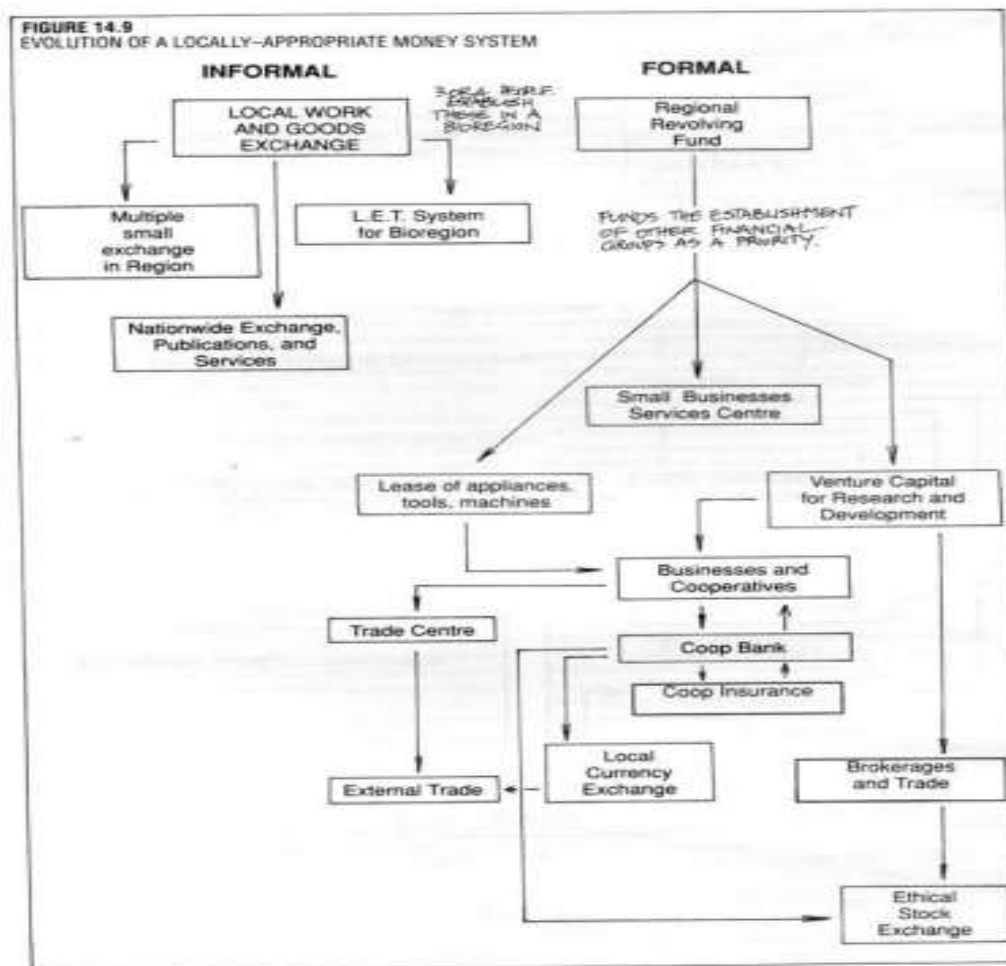 FIGURE 14.9
EVOLUTION OF A LOCALLY-APPROPRIATE MONEY SYSTEM
INFORMAL
FORMAL
LOCAL WORK
AND GOODS
EXCHANGE
ESTABLISH
THESE IN A
BIOREGION
Regional
Revolving
Fund
Multiple
small
exchange
in Region
L.E.T. System
for Bioregion
FUNDS THE ESTABLISHMENT
OF OTHER FINANCIAL
GROUPS AS A PRIORITY.
Nationwide Exchange,
Publications, and
Services
Small Businesses
Services Centre
Lease of appliances,
tools, machines
Venture Capital
for Research and
Development
Businesses and
Cooperatives
Trade Centre
Coop Bank
Coop Insurance
Local
Currency
Exchange
External Trade
Brokerages
and Trade
Ethical
Stock
Exchange